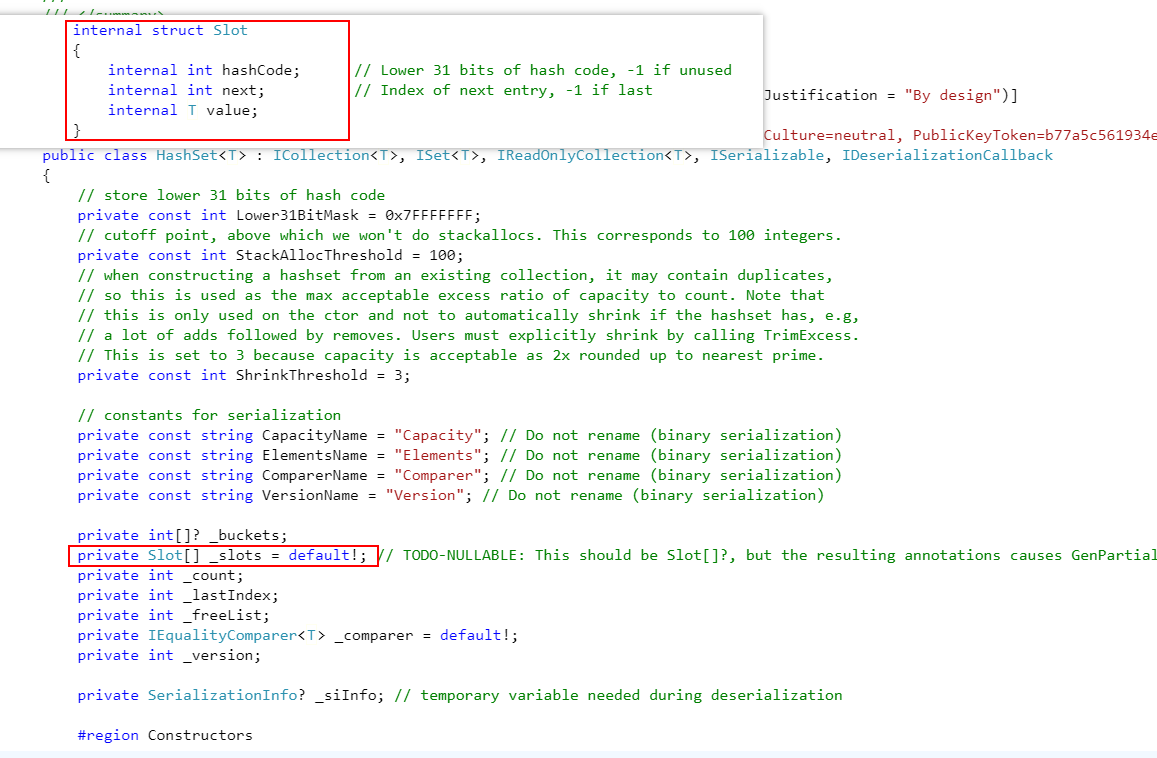 /// </summary>
internal struct Slot
{
internal int hashCode; // Lower 31 bits of hash code, -1 if unused
internal int next; // Index of next entry, -1 if last
internal T value;
}
Justification = "By design")]
Culture=neutral, PublicKeyToken=b77a5c561934e
public class HashSet<T> : ICollection<T>, ISet<T>, IReadOnlyCollection<T>, ISerializable, IDeserializationCallback
{
// store lower 31 bits of hash code
private const int Lower31BitMask = 0x7FFFFFFF;
// cutoff point, above which we won't do stackallocs. This corresponds to 100 integers.
private const int StackAllocThreshold = 100;
// when constructing a hashset from an existing collection, it may contain duplicates,
// so this is used as the max acceptable excess ratio of capacity to count. Note that
// this is only used on the ctor and not to automatically shrink if the hashset has, e.g,
// a lot of adds followed by removes. Users must explicitly shrink by calling TrimExcess.
// This is set to 3 because capacity is acceptable as 2x rounded up to nearest prime.
private const int ShrinkThreshold = 3;
// constants for serialization
private const string CapacityName = "Capacity"; // Do not rename (binary serialization)
private const string ElementsName = "Elements"; // Do not rename (binary serialization)
private const string ComparerName = "Comparer"; // Do not rename (binary serialization)
private const string VersionName = "Version"; // Do not rename (binary serialization)
private int[]? _buckets;
private Slot[] _slots = default!; // TODO-NULLABLE: This should be Slot[]?, but the resulting annotations causes GenPartial
private int _count;
private int _lastIndex;
private int _freeList;
private IEqualityComparer<T> _comparer = default!;
private int _version;
private SerializationInfo? _siInfo; // temporary variable needed during deserialization
#region Constructors